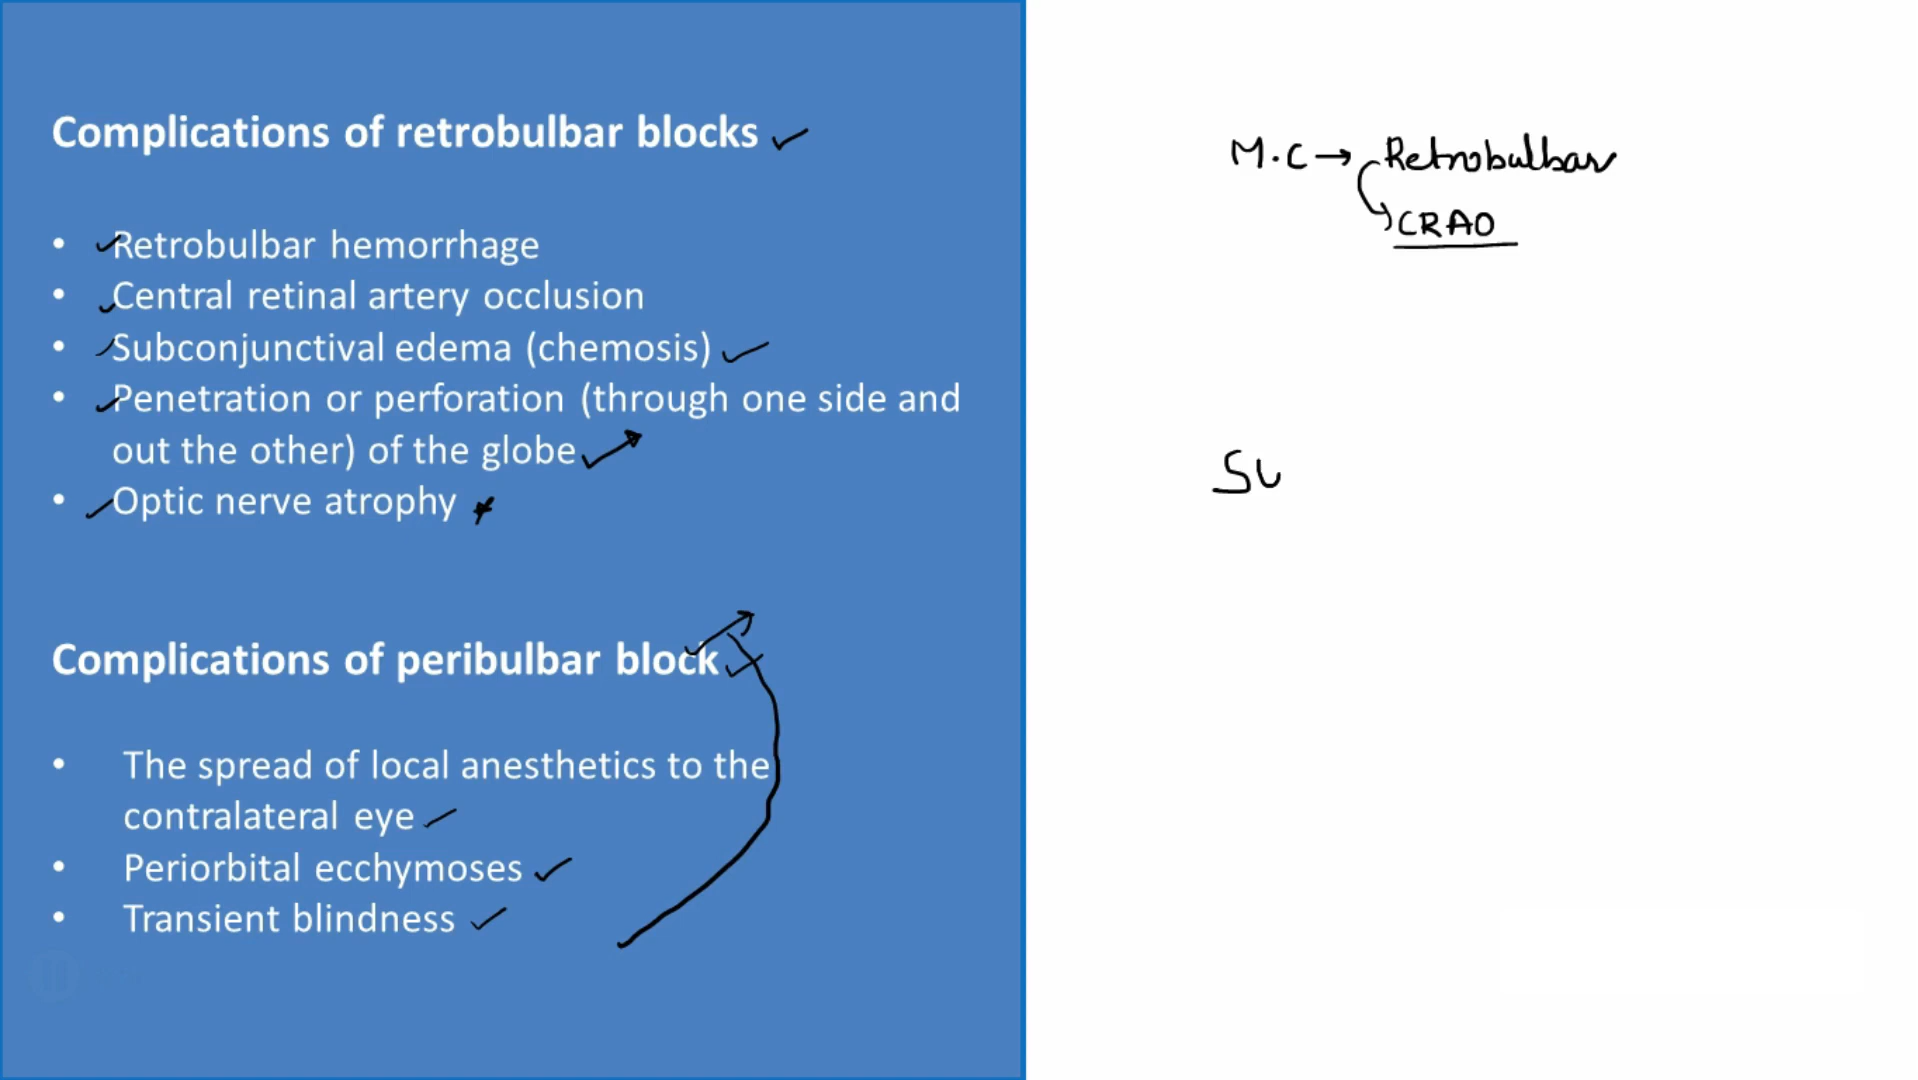 Complications of retrobulbar blocks
• Retrobulbar hemorrhage
• Central retinal artery occlusion
• Subconjunctival edema (chemosis)
• Penetration or perforation (through one side and
out the other) of the globe
• Optic nerve atrophy
Complications of peribulbar block
• The spread of local anesthetics to the
contralateral eye
• Periorbital ecchymoses
• Transient blindness
M.C → Retrobulbar
CRAO
SU